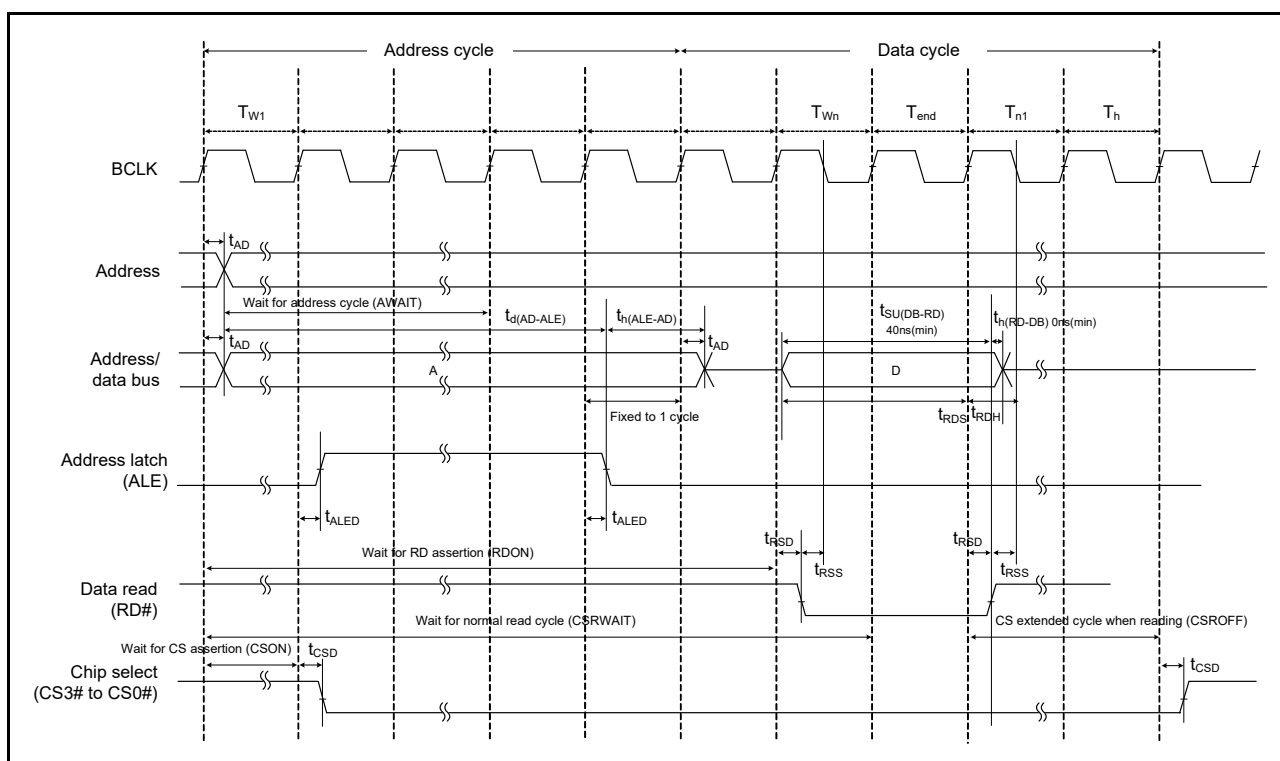 Address cycle
Data cycle
TW1
TWn
Tend
Tn1
Th
BCLK
tAD
Address
Wait for address cycle (AWAIT)
td(AD-ALE)
th(ALE-AD)
tSU(DB-RD)
40ns(min)
th(RD-DB) 0ns(min)
tAD
tAD
Address/
data bus
A
D
Fixed to 1 cycle
tRDS
tRDH
Address latch
(ALE)
tALED
tALED
Wait for RD assertion (RDON)
tRSD
tRSS
tRSD
tRSS
Data read
(RD#)
Wait for normal read cycle (CSRWAIT)
CS extended cycle when reading (CSROFF)
Wait for CS assertion (CSON)
tCSD
tCSD
Chip select
(CS3# to CS0#)